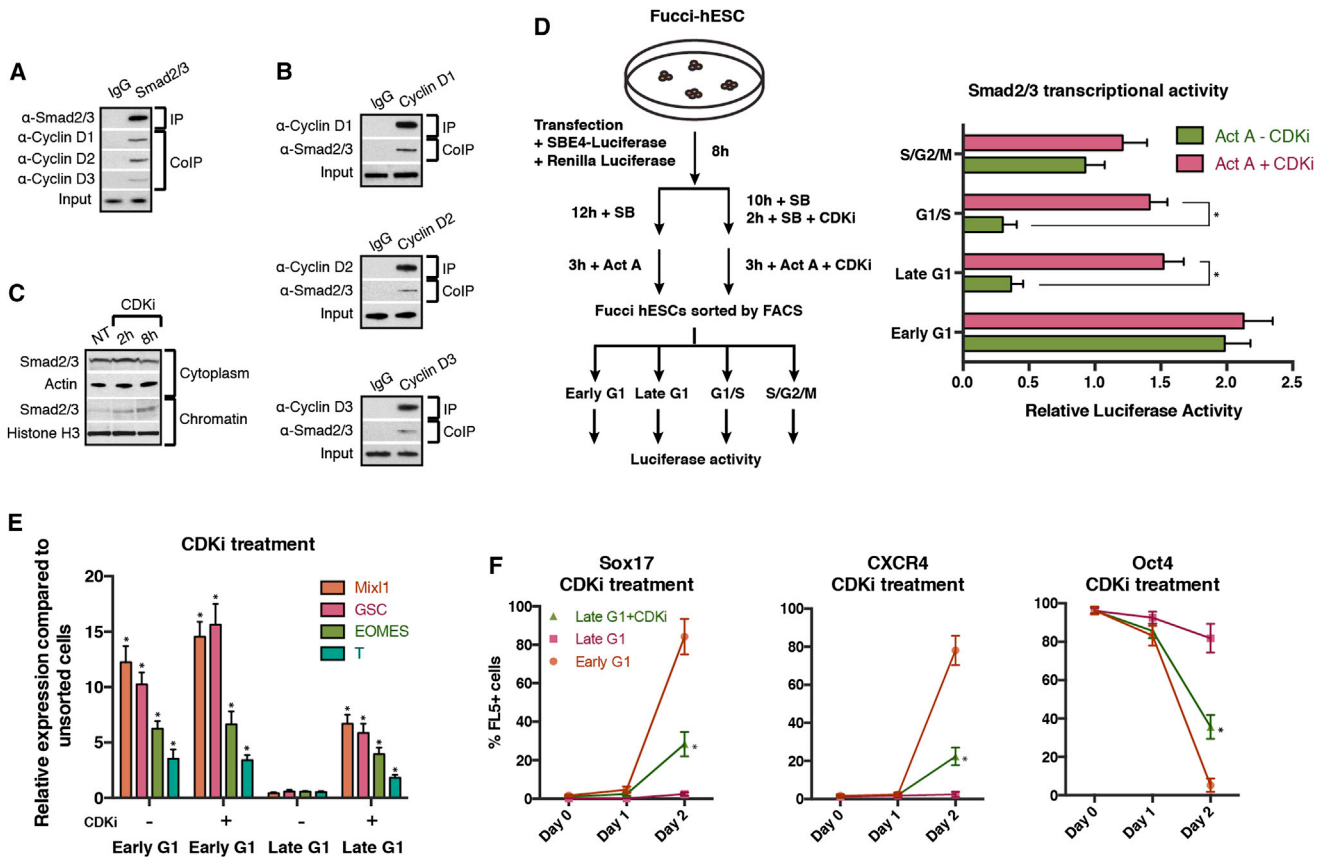 A
IgG Smad2/3
α-Smad2/3
IP
α-Cyclin D1
α-Cyclin D2
α-Cyclin D3
CoIP
Input
B
IgG Cyclin D1
α-Cyclin D1
IP
α-Smad2/3
CoIP
Input
IgG Cyclin D2
α-Cyclin D2
IP
α-Smad2/3
CoIP
Input
IgG Cyclin D3
α-Cyclin D3
IP
α-Smad2/3
CoIP
Input
C
CDKi
NT 2h 8h
Smad2/3
Actin
Cytoplasm
Smad2/3
Histone H3
Chromatin
D
Fucci-hESC
Transfection
+ SBE4-Luciferase
+ Renilla Luciferase
8h
12h + SB
10h + SB
2h + SB + CDKi
3h + Act A
3h + Act A + CDKi
Fucci hESCs sorted by FACS
Early G1 Late G1 G1/S S/G2/M
Luciferase activity
Smad2/3 transcriptional activity
Act A - CDKi
Act A + CDKi
S/G2/M
G1/S
*
Late G1
*
Early G1
0.0 0.5 1.0 1.5 2.0 2.5
Relative Luciferase Activity
E
CDKi treatment
Relative expression compared to
unsorted cells
20
15
10
5
0
Mixl1
GSC
EOMES
T
* * * * * * * * * * * *
CDKi - + - +
Early G1 Early G1 Late G1 Late G1
F
Sox17
CDKi treatment
% FL5+ cells
100
80
60
40
20
0
Late G1+CDKi
Late G1
Early G1
*
Day 0 Day 1 Day 2
CXCR4
CDKi treatment
100
80
60
40
20
0
*
Day 0 Day 1 Day 2
Oct4
CDKi treatment
100
80
60
40
20
0
*
Day 0 Day 1 Day 2